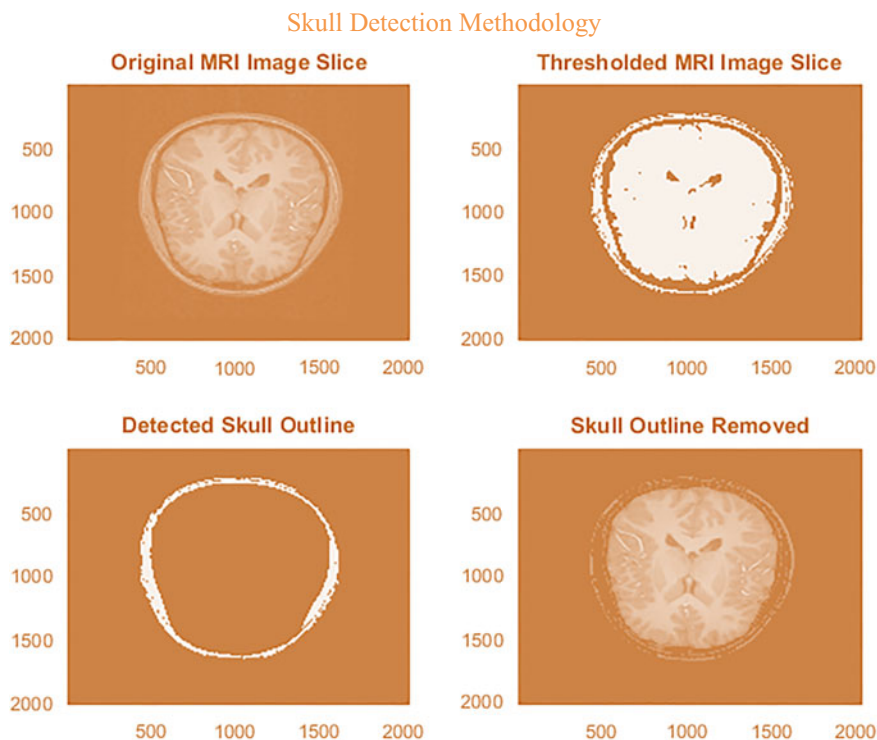 Skull Detection Methodology
Original MRI Image Slice
500
1000
1500
2000
500 1000 1500 2000
Thresholded MRI Image Slice
500
1000
1500
2000
500 1000 1500 2000
Detected Skull Outline
500
1000
1500
2000
500 1000 1500 2000
Skull Outline Removed
500
1000
1500
2000
500 1000 1500 2000